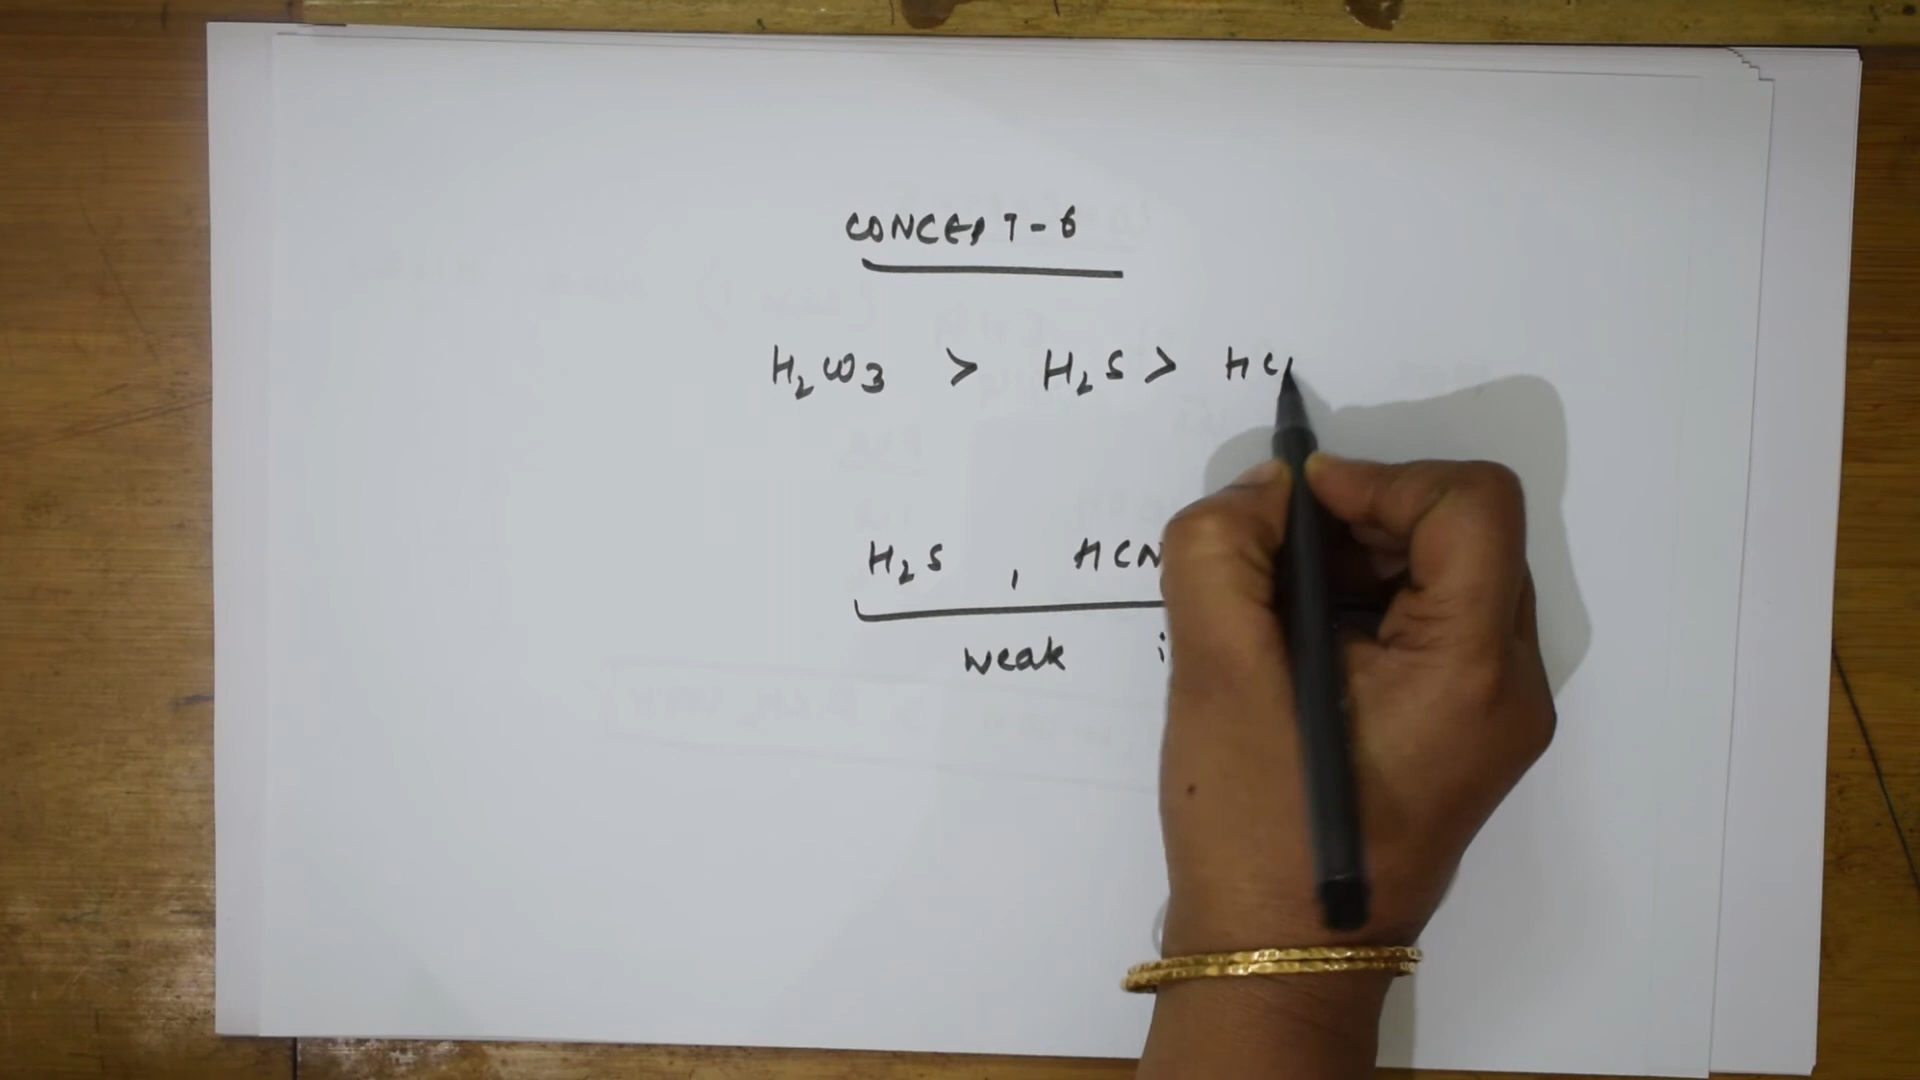 CONCEPT-6
H₂CO₃ > H₂S > HC
H₂S , HCN
weak